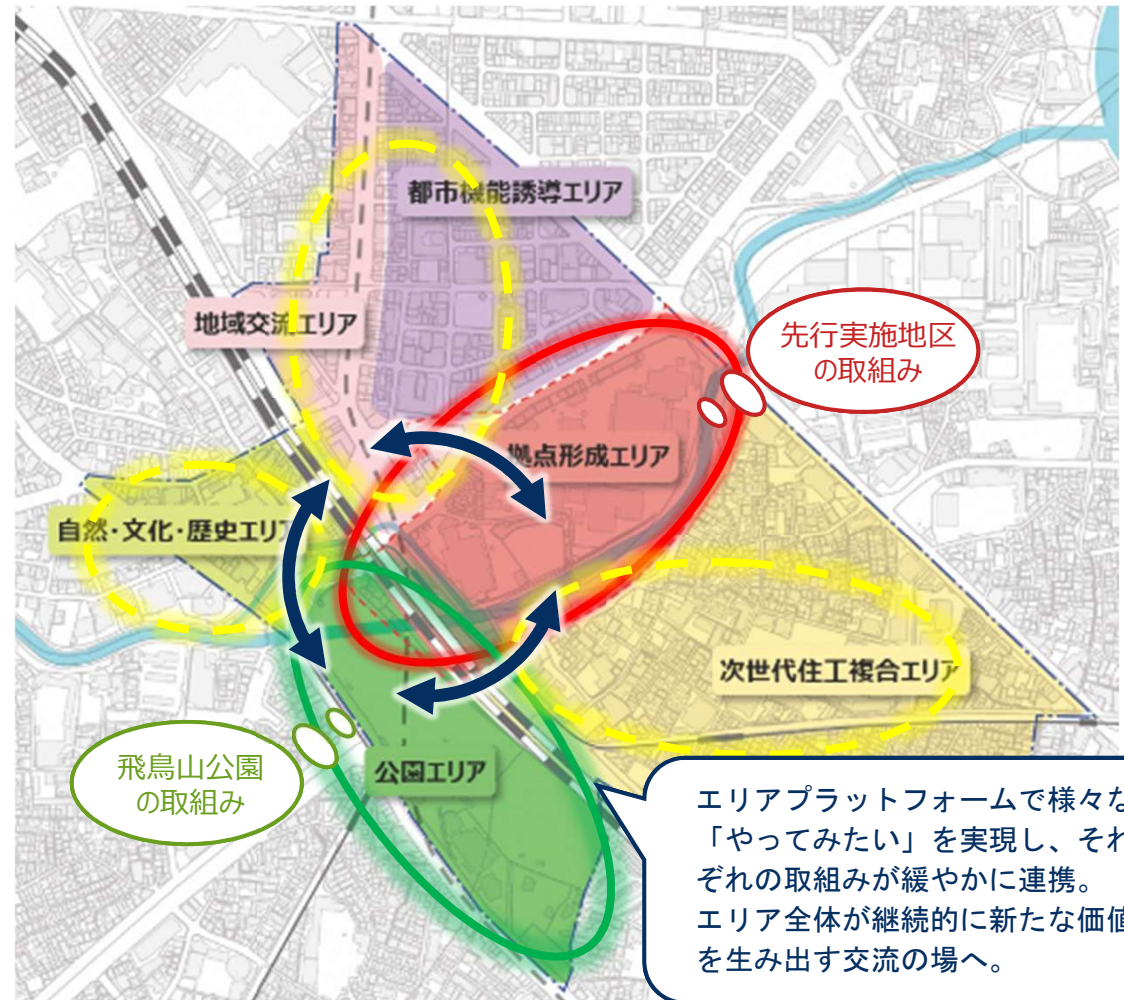 都市機能誘導エリア
地域交流エリア
先行実施地区
の取組み
拠点形成エリア
自然・文化・歴史エリア
次世代住工複合エリア
飛鳥山公園
の取組み
公園エリア
エリアプラットフォームで様々な
「やってみたい」を実現し、それ
ぞれの取組みが緩やかに連携。
エリア全体が継続的に新たな価値
を生み出す交流の場へ。